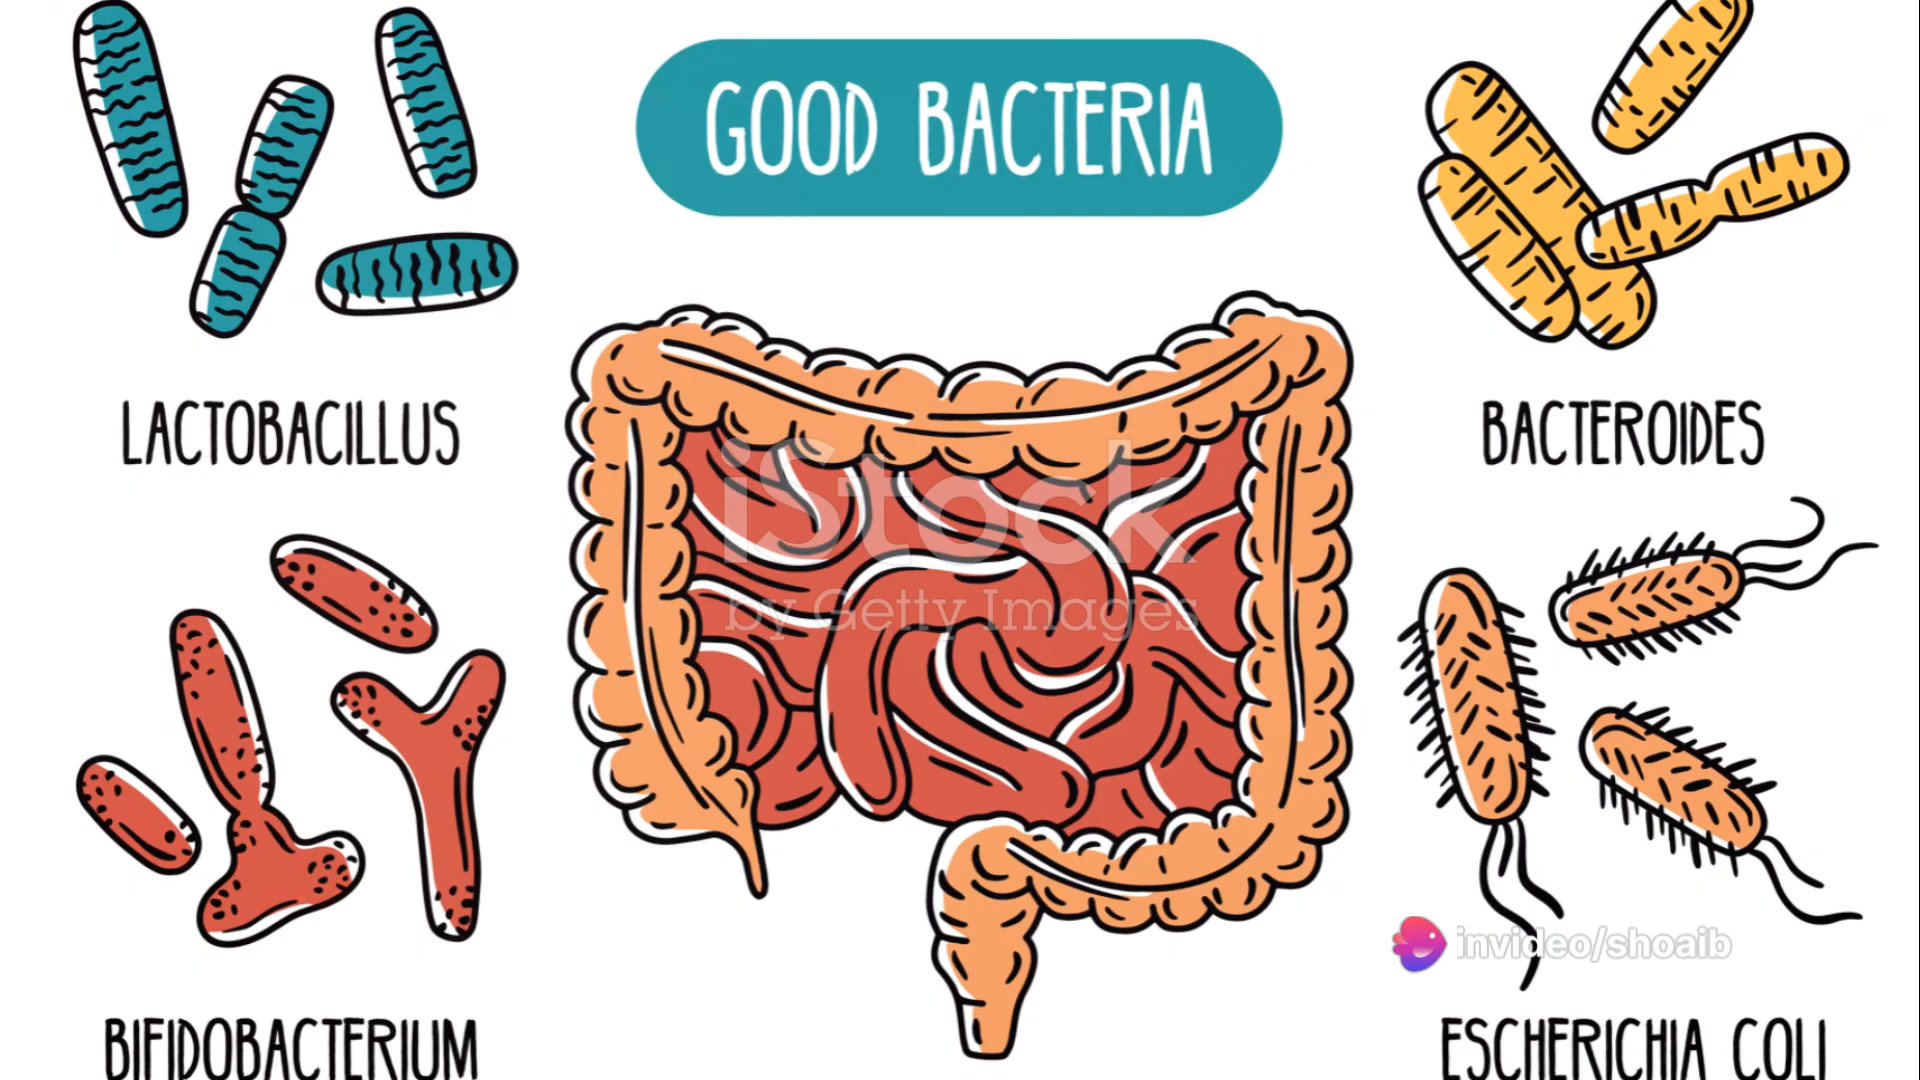 GOOD BACTERIA
LACTOBACILLUS
BACTEROIDES
iStock
by Getty Images
invideo/shoaib
BIFIDOBACTERIUM
ESCHERICHIA COLI